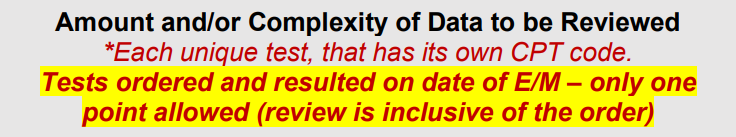 Amount and/or Complexity of Data to be Reviewed
*Each unique test, that has its own CPT code.
Tests ordered and resulted on date of E/M – only one
point allowed (review is inclusive of the order)